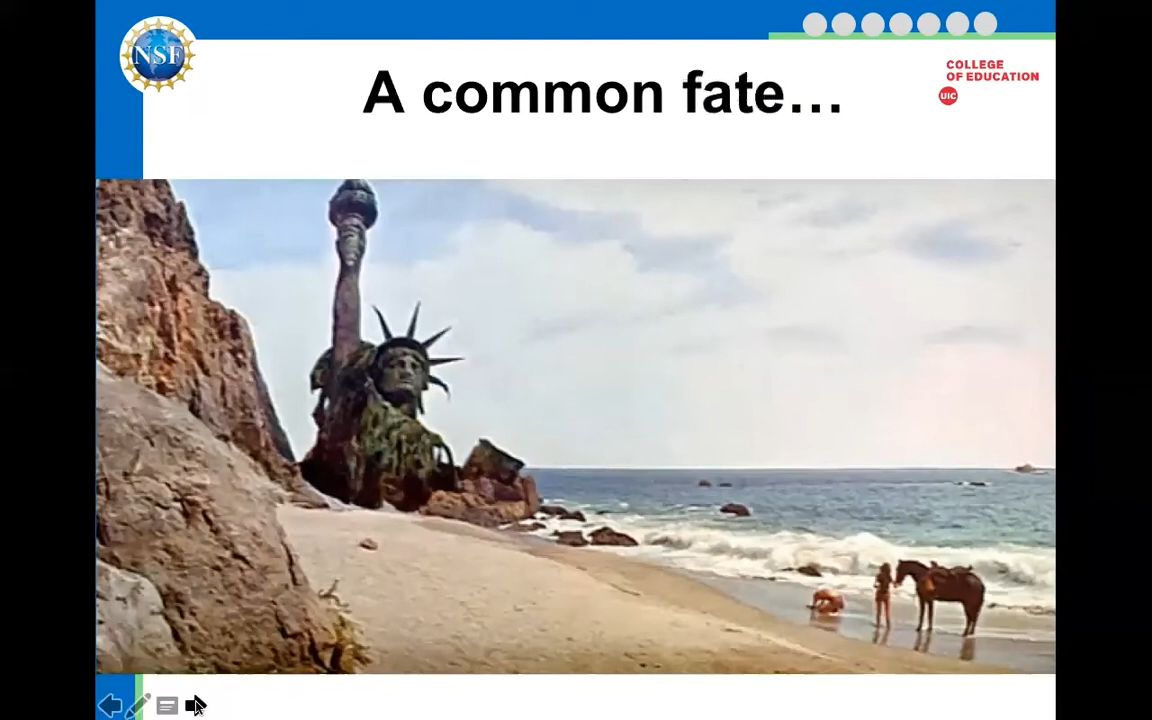 NSF
A common fate…
COLLEGE
OF EDUCATION
UIC